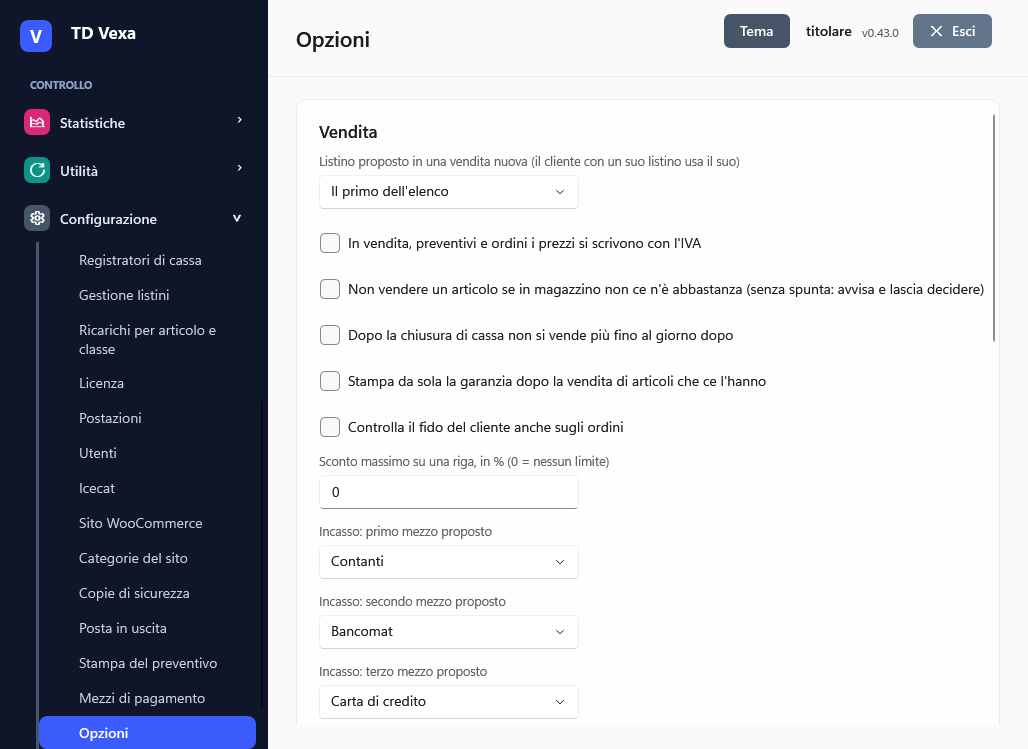 V TD Vexa
CONTROLLO
Statistiche
Utilità
Configurazione
Registratori di cassa
Gestione listini
Ricarichi per articolo e
classe
Licenza
Postazioni
Utenti
Icecat
Sito WooCommerce
Categorie del sito
Copie di sicurezza
Posta in uscita
Stampa del preventivo
Mezzi di pagamento
Opzioni
Opzioni
Tema titolare v0.43.0 Esci
Vendita
Listino proposto in una vendita nuova (il cliente con un suo listino usa il suo)
Il primo dell'elenco
In vendita, preventivi e ordini i prezzi si scrivono con l'IVA
Non vendere un articolo se in magazzino non ce n'è abbastanza (senza spunta: avvisa e lascia decidere)
Dopo la chiusura di cassa non si vende più fino al giorno dopo
Stampa da sola la garanzia dopo la vendita di articoli che ce l'hanno
Controlla il fido del cliente anche sugli ordini
Sconto massimo su una riga, in % (0 = nessun limite)
0
Incasso: primo mezzo proposto
Contanti
Incasso: secondo mezzo proposto
Bancomat
Incasso: terzo mezzo proposto
Carta di credito